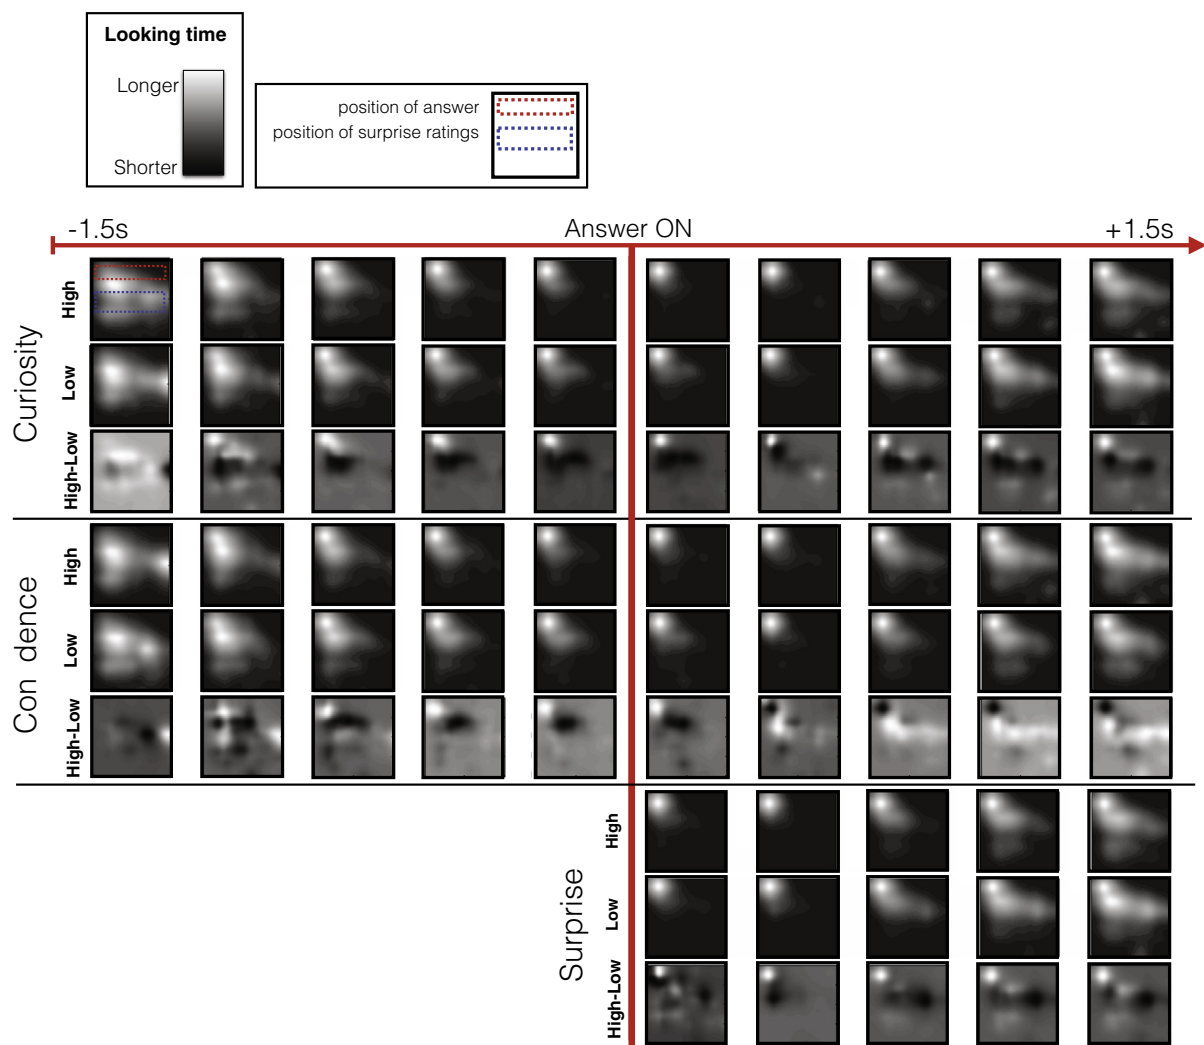 Looking time
Longer
Shorter
position of answer
position of surprise ratings
-1.5s
Answer ON
+1.5s
Curiosity
High
Low
High-Low
Con dence
High
Low
High-Low
Surprise
High
Low
High-Low